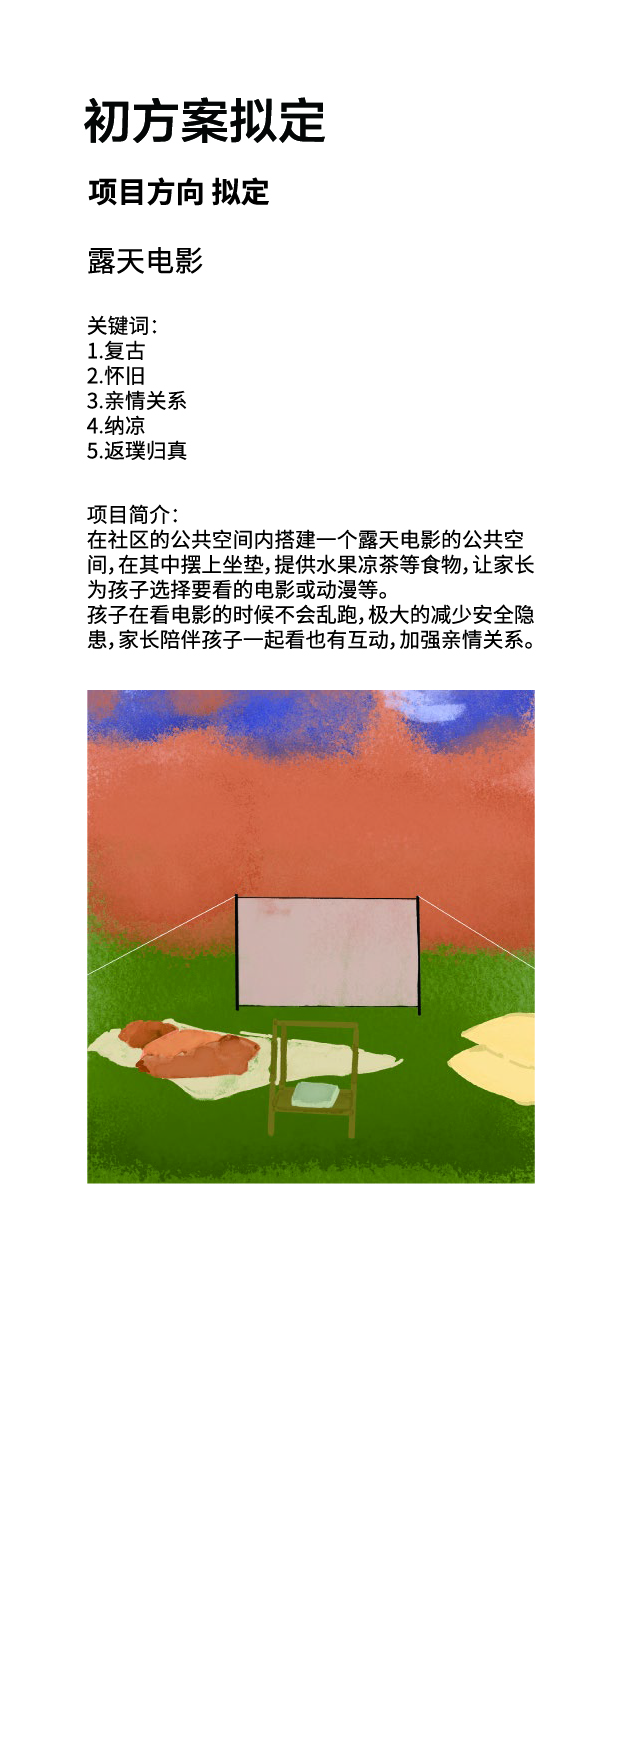 初方案拟定
项目方向 拟定
露天电影
关键词：
1.复古
2.怀旧
3.亲情关系
4.纳凉
5.返璞归真
项目简介：
在社区的公共空间内搭建一个露天电影的公共空
间，在其中摆上坐垫，提供水果凉茶等食物，让家长
为孩子选择要看的电影或动漫等。
孩子在看电影的时候不会乱跑，极大的减少安全隐
患，家长陪伴孩子一起看也有互动，加强亲情关系。